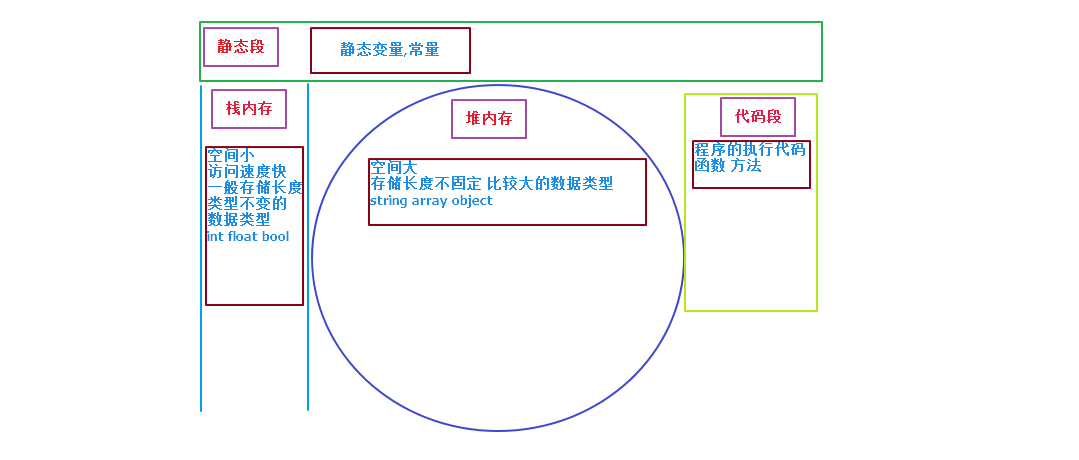 静态段
静态变量,常量
栈内存
空间小
访问速度快
一般存储长度
类型不变的
数据类型
int float bool
堆内存
空间大
存储长度不固定 比较大的数据类型
string array object
代码段
程序的执行代码
函数 方法